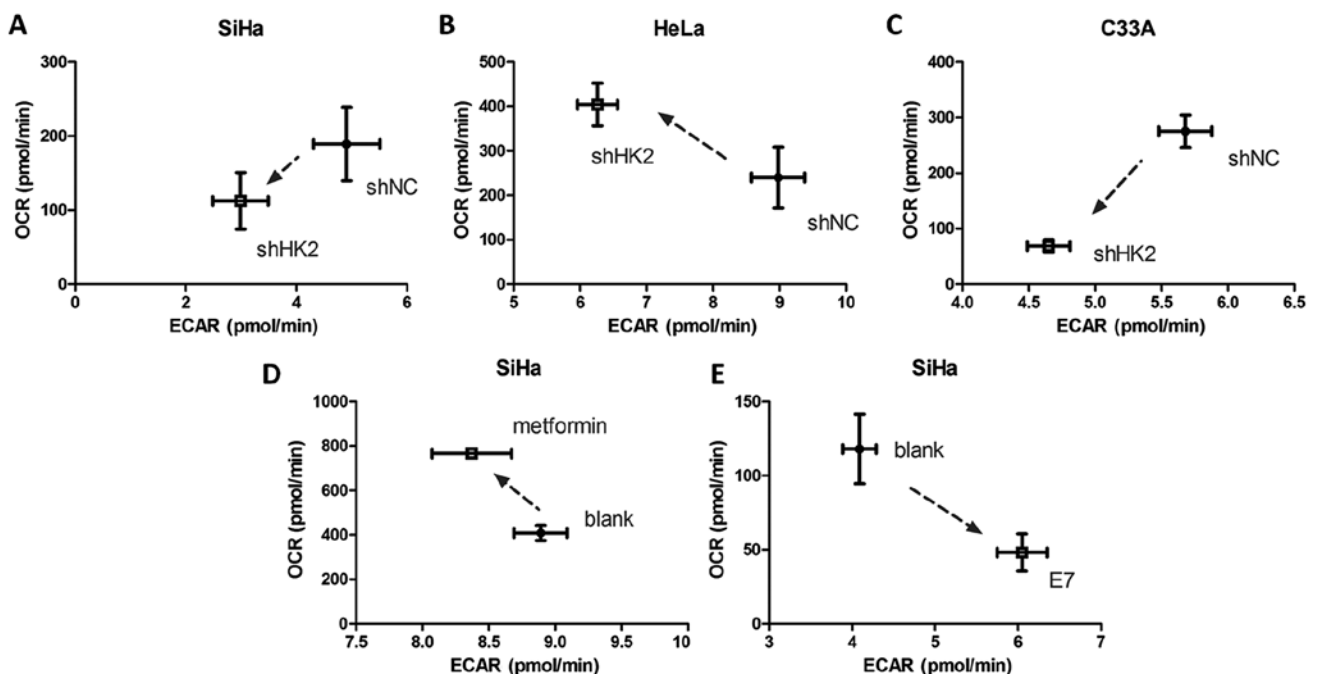 A
SiHa
OCR (pmol/min)
300
200
100
0
shNC
shHK2
0
2
4
6
ECAR (pmol/min)
B
HeLa
OCR (pmol/min)
500
400
300
200
100
0
shHK2
shNC
5
6
7
8
9
10
ECAR (pmol/min)
C
C33A
OCR (pmol/min)
400
300
200
100
0
shNC
shHK2
4.0
4.5
5.0
5.5
6.0
6.5
ECAR (pmol/min)
D
SiHa
OCR (pmol/min)
1000
800
600
400
200
0
metformin
blank
7.5
8.0
8.5
9.0
9.5
10
ECAR (pmol/min)
E
SiHa
OCR (pmol/min)
150
100
50
0
blank
E7
3
4
5
6
7
ECAR (pmol/min)